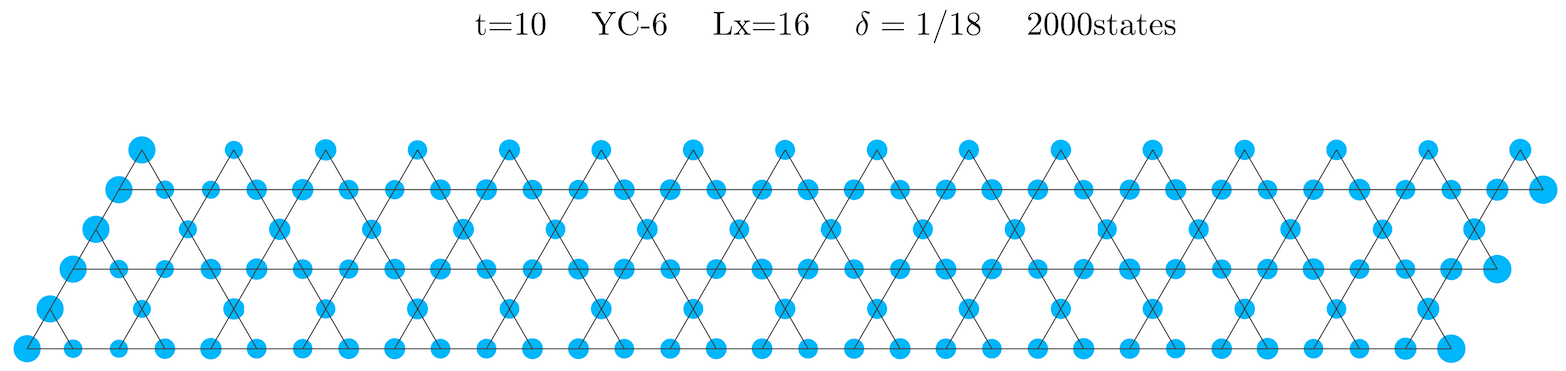 t=10 YC-6 Lx=16 δ = 1/18 2000states